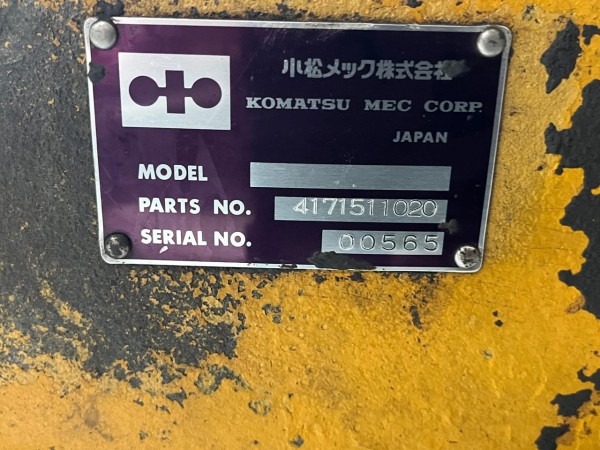 小松メック株式会社
KOMATSU MEC CORP.
JAPAN
MODEL
PARTS NO. 4171511020
SERIAL NO. 00565